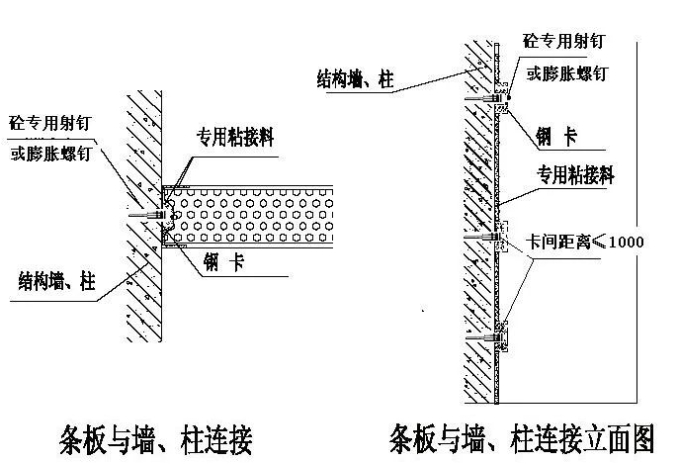 砼专用射钉
或膨胀螺钉
专用粘接料
钢 卡
结构墙、柱
条板与墙、柱连接
砼专用射钉
或膨胀螺钉
结构墙、柱
钢 卡
专用粘接料
卡间距离≤1000
条板与墙、柱连接立面图